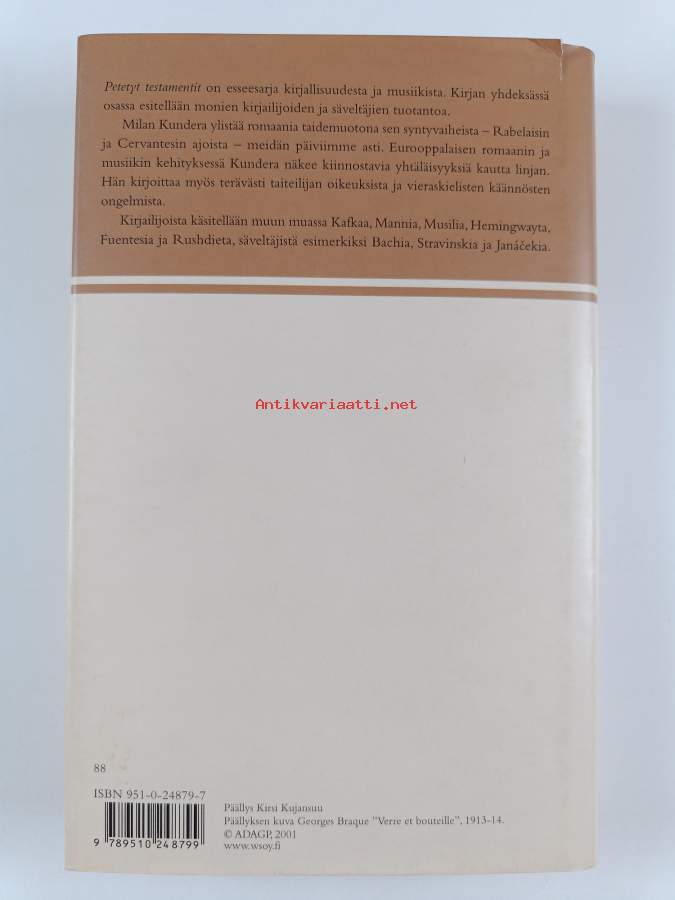 Petetyt testamentit on esseesarja kirjallisuudesta ja musiikista. Kirjan yhdeksässä
osassa esitellään monien kirjailijoiden ja säveltäjien tuotantoa.
Milan Kundera ylistää romaania taidemuotona sen syntyvaiheista – Rabelaisin
ja Cervantesin ajoista – meidän päiviimme asti. Eurooppalaisen romaanin ja
musiikin kehityksessä Kundera näkee kiinnostavia yhtäläisyyksiä kautta linjan.
Hän kirjoittaa myös terävästi taiteilijan oikeuksista ja vieraskielisten käännösten
ongelmista.
Kirjailijoista käsitellään muun muassa Kafkaa, Mannia, Musilia, Hemingwayta,
Fuentesia ja Rushdieta, säveltäjistä esimerkiksi Bachia, Stravinskia ja Janáčekia.
Antikvariaatti.net
88
ISBN 951-0-24879-7
9 789510 248799
Päällys Kirsi Kujansuu
Päällyksen kuva Georges Braque "Verre et bouteille", 1913–14.
© ADAGP, 2001
www.wsoy.fi